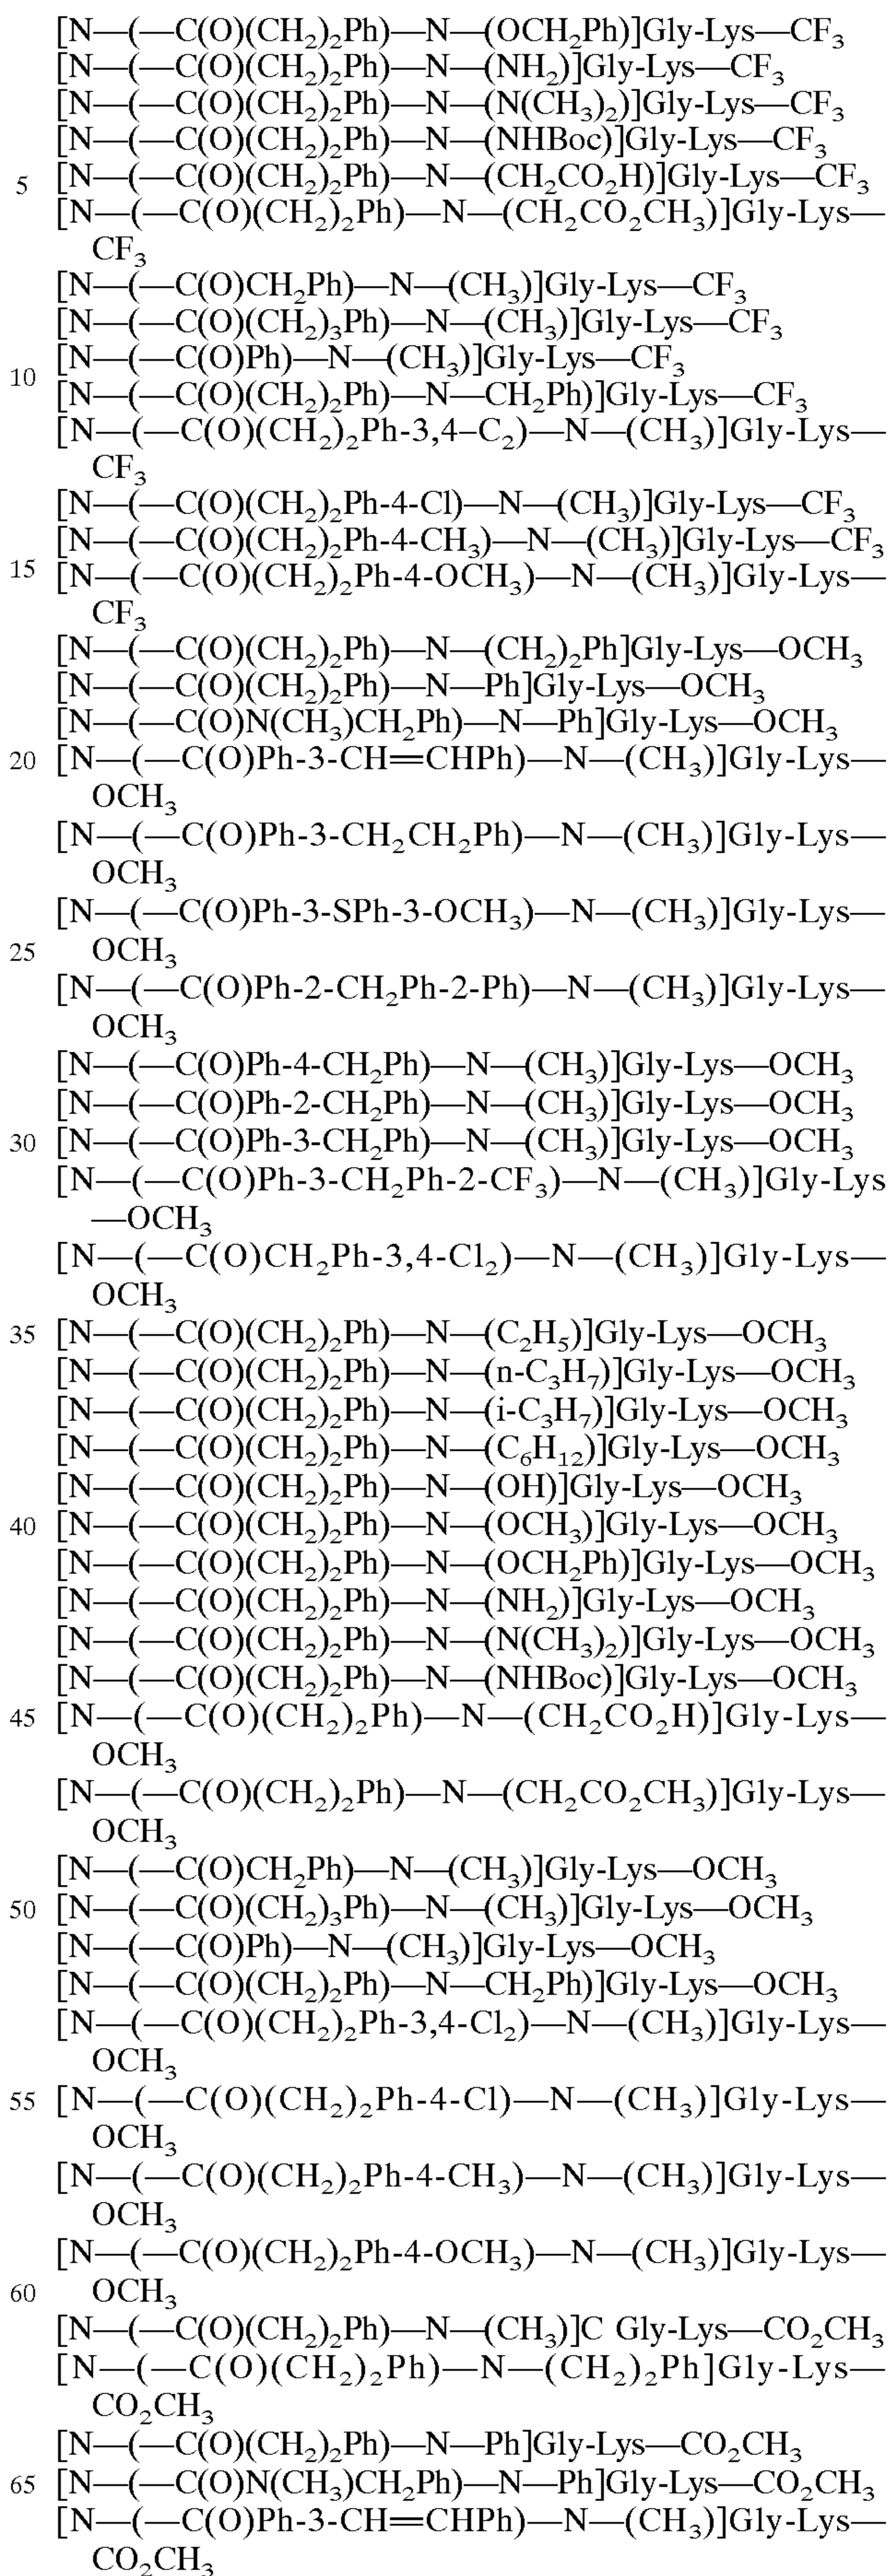 [N—(—C(O)(CH₂)₂Ph)—N—(OCH₂Ph)]Gly-Lys—CF₃
[N—(—C(O)(CH₂)₂Ph)—N—(NH₂)]Gly-Lys—CF₃
[N—(—C(O)(CH₂)₂Ph)—N—(N(CH₃)₂)]Gly-Lys—CF₃
[N—(—C(O)(CH₂)₂Ph)—N—(NHBoc)]Gly-Lys—CF₃
5 [N—(—C(O)(CH₂)₂Ph)—N—(CH₂CO₂H)]Gly-Lys—CF₃
[N—(—C(O)(CH₂)₂Ph)—N—(CH₂CO₂CH₃)]Gly-Lys—
CF₃
[N—(—C(O)CH₂Ph)—N—(CH₃)]Gly-Lys—CF₃
[N—(—C(O)(CH₂)₃Ph)—N—(CH₃)]Gly-Lys—CF₃
[N—(—C(O)Ph)—N—(CH₃)]Gly-Lys—CF₃
10 [N—(—C(O)(CH₂)₂Ph)—N—CH₂Ph)]Gly-Lys—CF₃
[N—(—C(O)(CH₂)₂Ph-3,4–C₂)—N—(CH₃)]Gly-Lys—
CF₃
[N—(—C(O)(CH₂)₂Ph-4-Cl)—N—(CH₃)]Gly-Lys—CF₃
[N—(—C(O)(CH₂)₂Ph-4-CH₃)—N—(CH₃)]Gly-Lys—CF₃
15 [N—(—C(O)(CH₂)₂Ph-4-OCH₃)—N—(CH₃)]Gly-Lys—
CF₃
[N—(—C(O)(CH₂)₂Ph)—N—(CH₂)₂Ph]Gly-Lys—OCH₃
[N—(—C(O)(CH₂)₂Ph)—N—Ph]Gly-Lys—OCH₃
[N—(—C(O)N(CH₃)CH₂Ph)—N—Ph]Gly-Lys—OCH₃
20 [N—(—C(O)Ph-3-CH═CHPh)—N—(CH₃)]Gly-Lys—
OCH₃
[N—(—C(O)Ph-3-CH₂CH₂Ph)—N—(CH₃)]Gly-Lys—
OCH₃
[N—(—C(O)Ph-3-SPh-3-OCH₃)—N—(CH₃)]Gly-Lys—
25 OCH₃
[N—(—C(O)Ph-2-CH₂Ph-2-Ph)—N—(CH₃)]Gly-Lys—
OCH₃
[N—(—C(O)Ph-4-CH₂Ph)—N—(CH₃)]Gly-Lys—OCH₃
[N—(—C(O)Ph-2-CH₂Ph)—N—(CH₃)]Gly-Lys—OCH₃
30 [N—(—C(O)Ph-3-CH₂Ph)—N—(CH₃)]Gly-Lys—OCH₃
[N—(—C(O)Ph-3-CH₂Ph-2-CF₃)—N—(CH₃)]Gly-Lys
—OCH₃
[N—(—C(O)CH₂Ph-3,4-Cl₂)—N—(CH₃)]Gly-Lys—
OCH₃
35 [N—(—C(O)(CH₂)₂Ph)—N—(C₂H₅)]Gly-Lys—OCH₃
[N—(—C(O)(CH₂)₂Ph)—N—(n-C₃H₇)]Gly-Lys—OCH₃
[N—(—C(O)(CH₂)₂Ph)—N—(i-C₃H₇)]Gly-Lys—OCH₃
[N—(—C(O)(CH₂)₂Ph)—N—(C₆H₁₂)]Gly-Lys—OCH₃
[N—(—C(O)(CH₂)₂Ph)—N—(OH)]Gly-Lys—OCH₃
40 [N—(—C(O)(CH₂)₂Ph)—N—(OCH₃)]Gly-Lys—OCH₃
[N—(—C(O)(CH₂)₂Ph)—N—(OCH₂Ph)]Gly-Lys—OCH₃
[N—(—C(O)(CH₂)₂Ph)—N—(NH₂)]Gly-Lys—OCH₃
[N—(—C(O)(CH₂)₂Ph)—N—(N(CH₃)₂)]Gly-Lys—OCH₃
[N—(—C(O)(CH₂)₂Ph)—N—(NHBoc)]Gly-Lys—OCH₃
45 [N—(—C(O)(CH₂)₂Ph)—N—(CH₂CO₂H)]Gly-Lys—
OCH₃
[N—(—C(O)(CH₂)₂Ph)—N—(CH₂CO₂CH₃)]Gly-Lys—
OCH₃
[N—(—C(O)CH₂Ph)—N—(CH₃)]Gly-Lys—OCH₃
50 [N—(—C(O)(CH₂)₃Ph)—N—(CH₃)]Gly-Lys—OCH₃
[N—(—C(O)Ph)—N—(CH₃)]Gly-Lys—OCH₃
[N—(—C(O)(CH₂)₂Ph)—N—CH₂Ph)]Gly-Lys—OCH₃
[N—(—C(O)(CH₂)₂Ph-3,4-Cl₂)—N—(CH₃)]Gly-Lys—
OCH₃
55 [N—(—C(O)(CH₂)₂Ph-4-Cl)—N—(CH₃)]Gly-Lys—
OCH₃
[N—(—C(O)(CH₂)₂Ph-4-CH₃)—N—(CH₃)]Gly-Lys—
OCH₃
[N—(—C(O)(CH₂)₂Ph-4-OCH₃)—N—(CH₃)]Gly-Lys—
60 OCH₃
[N—(—C(O)(CH₂)₂Ph)—N—(CH₃)]C Gly-Lys—CO₂CH₃
[N—(—C(O)(CH₂)₂Ph)—N—(CH₂)₂Ph]Gly-Lys—
CO₂CH₃
[N—(—C(O)(CH₂)₂Ph)—N—Ph]Gly-Lys—CO₂CH₃
65 [N—(—C(O)N(CH₃)CH₂Ph)—N—Ph]Gly-Lys—CO₂CH₃
[N—(—C(O)Ph-3-CH═CHPh)—N—(CH₃)]Gly-Lys—
CO₂CH₃